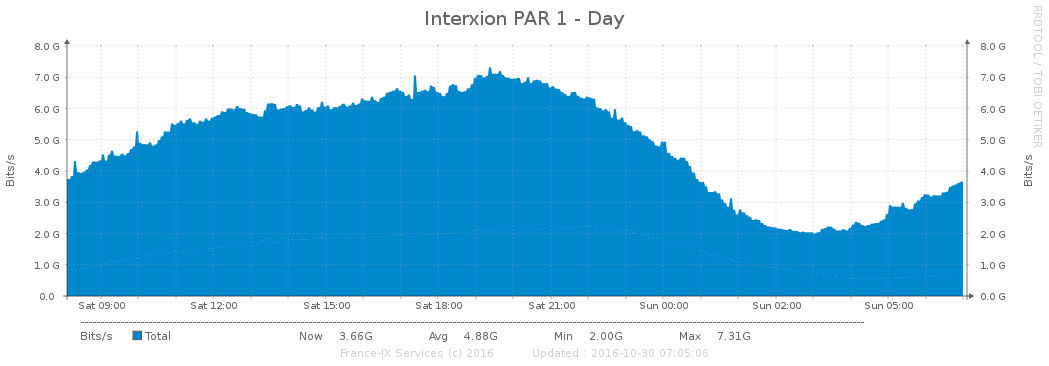 Interxion PAR 1 - Day
RRDTOOL / TOBI OETIKER
8.0 G 8.0 G
7.0 G 7.0 G
6.0 G 6.0 G
5.0 G 5.0 G
4.0 G 4.0 G
3.0 G 3.0 G
2.0 G 2.0 G
1.0 G 1.0 G
0.0 0.0 G
Bits/s
Bits/s
Sat 09:00 Sat 12:00 Sat 15:00 Sat 18:00 Sat 21:00 Sun 00:00 Sun 02:00 Sun 05:00
Bits/s Total Now 3.66G Avg 4.88G Min 2.00G Max 7.31G
France-IX Services (c) 2016 Updated : 2016-10-30 07:05:06